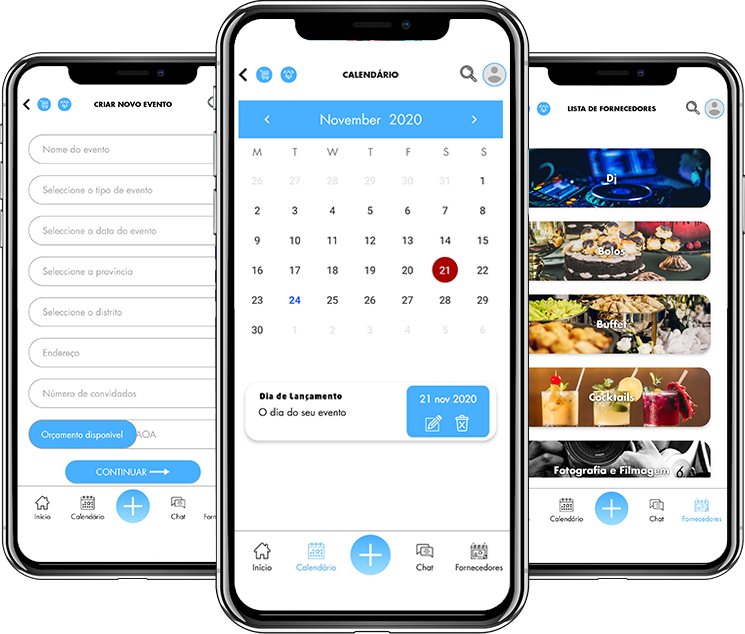 CRIAR NOVO EVENTO
Nome do evento
Seleccione o tipo de evento
Seleccione a data do evento
Seleccione a província
Seleccione o distrito
Endereço
Número de canvidados
Orçamento disponível AOA
CONTINUAR
Início Calendário Chat Forn
CALENDÁRIO
November 2020
M T W T F S S
26 27 28 29 30 31 1
2 3 4 5 6 7 8
9 10 11 12 13 14 15
16 17 18 19 20 21 22
23 24 25 26 27 28 29
30 1 2 3 4 5 6
Dia de Lançamento
O dia do seu evento
21 nov 2020
Início Calendário Chat Fornecedores
LISTA DE FORNECEDORES
Dj
Bolos
Buffet
Cocktails
Fotografia e Filmagem
Calendário Chat Fornecedores